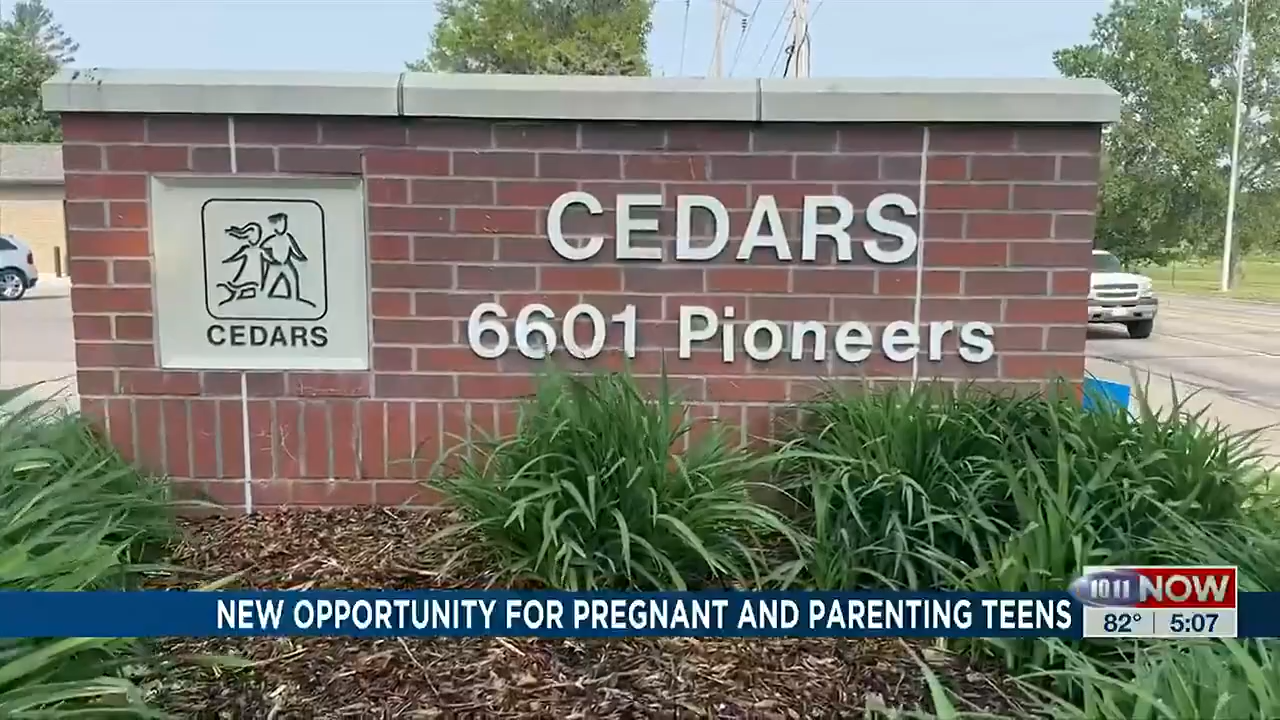 CEDARS
6601 Pioneers
CEDARS
NEW OPPORTUNITY FOR PREGNANT AND PARENTING TEENS
10 11 NOW
82° 5:07